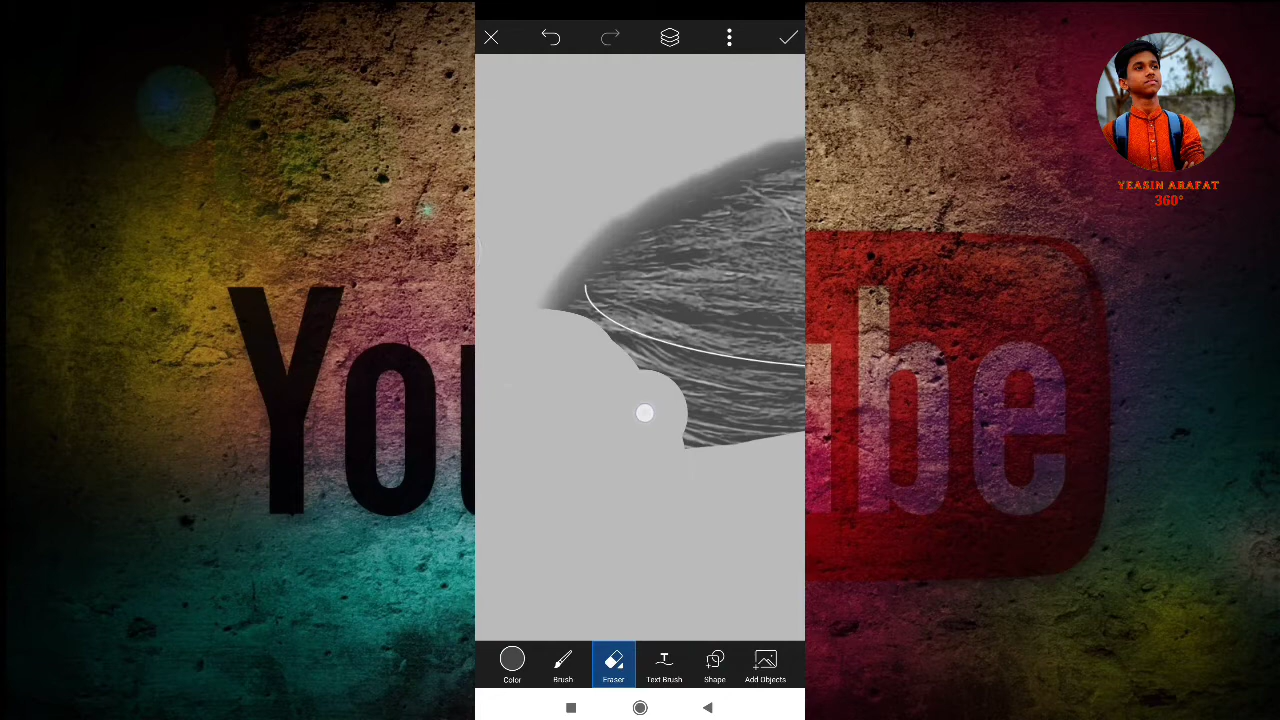 You
be
YEASIN ARAFAT
360°
Color
Brush
Eraser
Text Brush
Shape
Add Objects